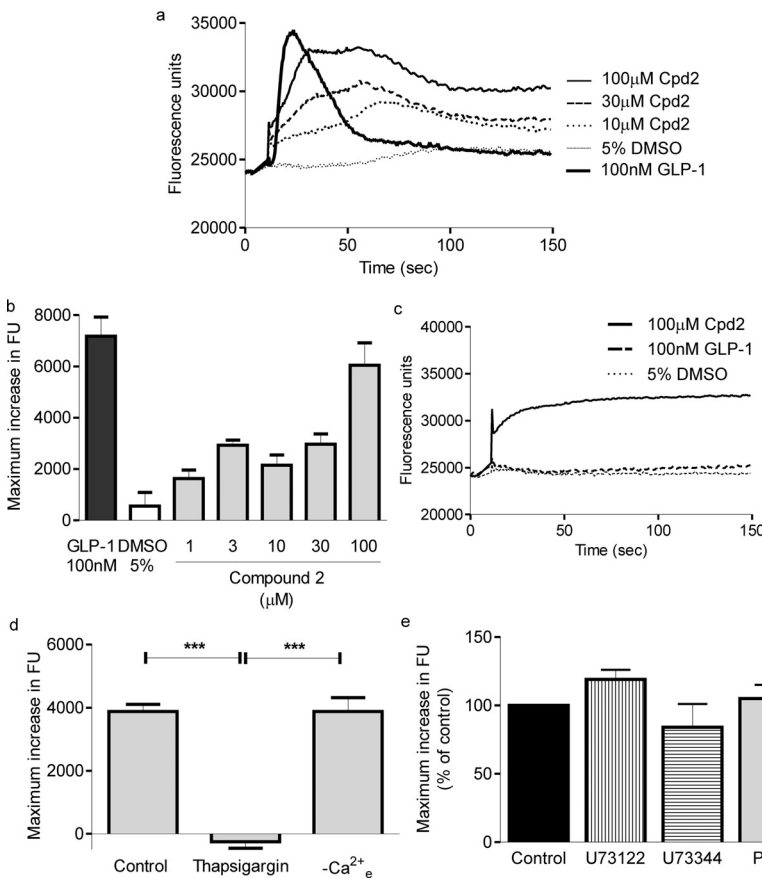 a
Fluorescence units
35000
30000
25000
20000
0
50
100
150
Time (sec)
100µM Cpd2
30µM Cpd2
10µM Cpd2
5% DMSO
100nM GLP-1
b
Maximum increase in FU
8000
6000
4000
2000
0
GLP-1 DMSO 1 3 10 30 100
100nM 5%
Compound 2
(µM)
c
Fluorescence units
40000
35000
30000
25000
20000
0
50
100
150
Time (sec)
100µM Cpd2
100nM GLP-1
5% DMSO
d
Maximum increase in FU
6000
4000
2000
0
*** ***
Control Thapsigargin -Ca2+e
e
Maximum increase in FU
(% of control)
150
100
50
0
Control U73122 U73344 P